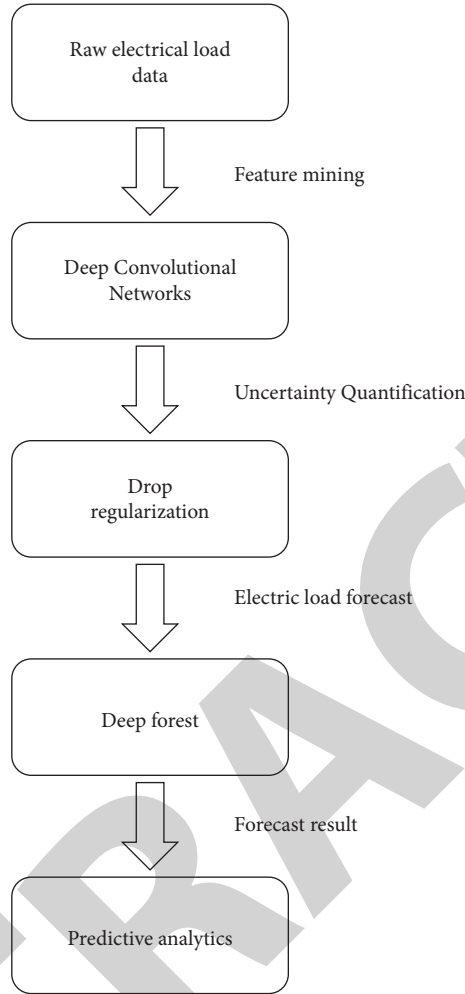 Raw electrical load
data
Feature mining
Deep Convolutional
Networks
Uncertainty Quantification
Drop
regularization
Electric load forecast
Deep forest
Forecast result
Predictive analytics
TRAC